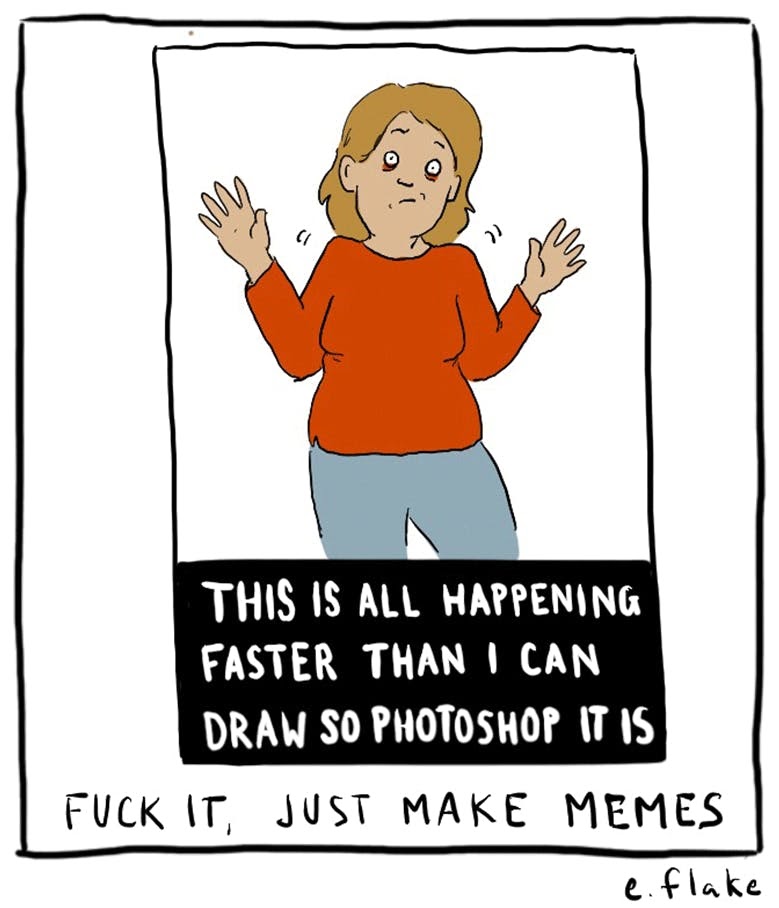 THIS IS ALL HAPPENING
FASTER THAN I CAN
DRAW SO PHOTOSHOP IT IS
FUCK IT, JUST MAKE MEMES
e. flake